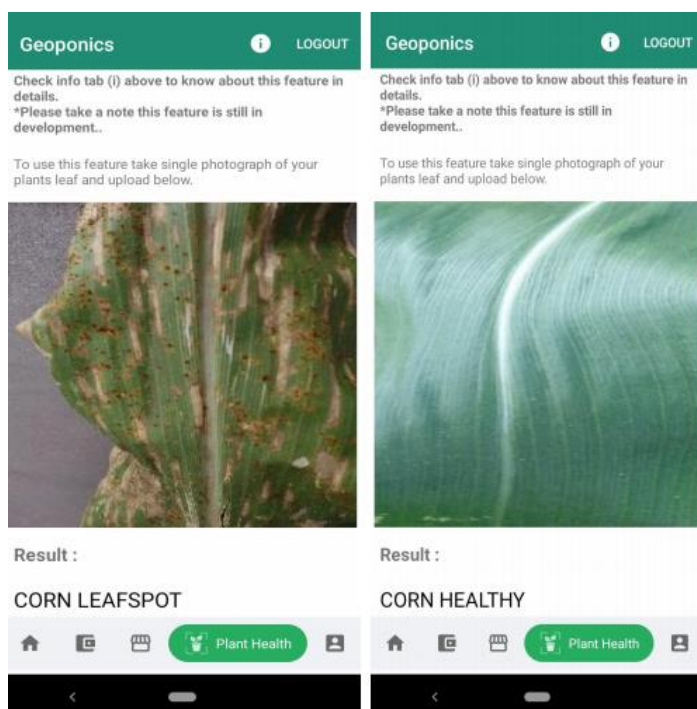 Geoponics
i
LOGOUT
Check info tab (i) above to know about this feature in
details.
*Please take a note this feature is still in
development..
To use this feature take single photograph of your
plants leaf and upload below.
Result :
CORN LEAFSPOT
Plant Health
Geoponics
i
LOGOUT
Check info tab (i) above to know about this feature in
details.
*Please take a note this feature is still in
development..
To use this feature take single photograph of your
plants leaf and upload below.
Result :
CORN HEALTHY
Plant Health